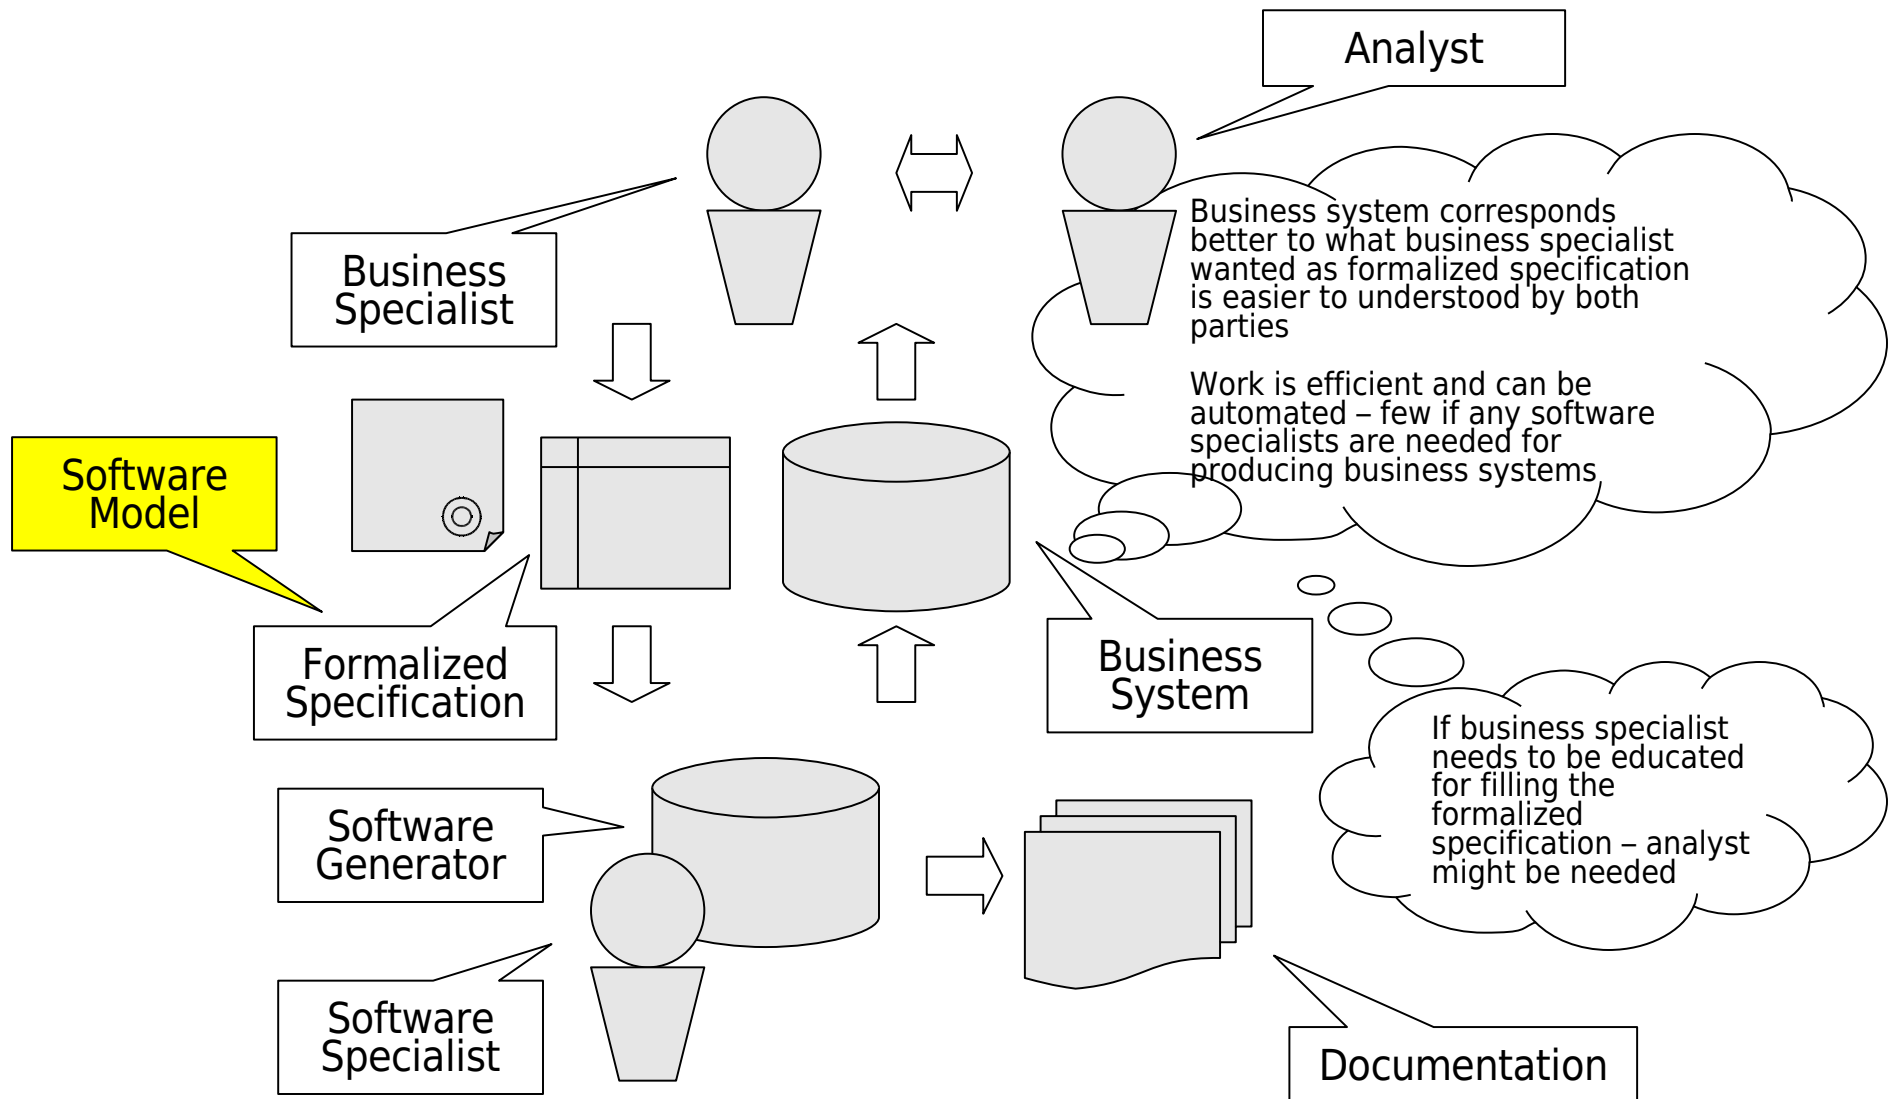 Analyst
Business system corresponds
better to what business specialist
wanted as formalized specification
is easier to understood by both
parties
Work is efficient and can be
automated – few if any software
specialists are needed for
producing business systems
Business
Specialist
Software
Model
Formalized
Specification
Business
System
If business specialist
needs to be educated
for filling the
formalized
specification – analyst
might be needed
Software
Generator
Software
Specialist
Documentation